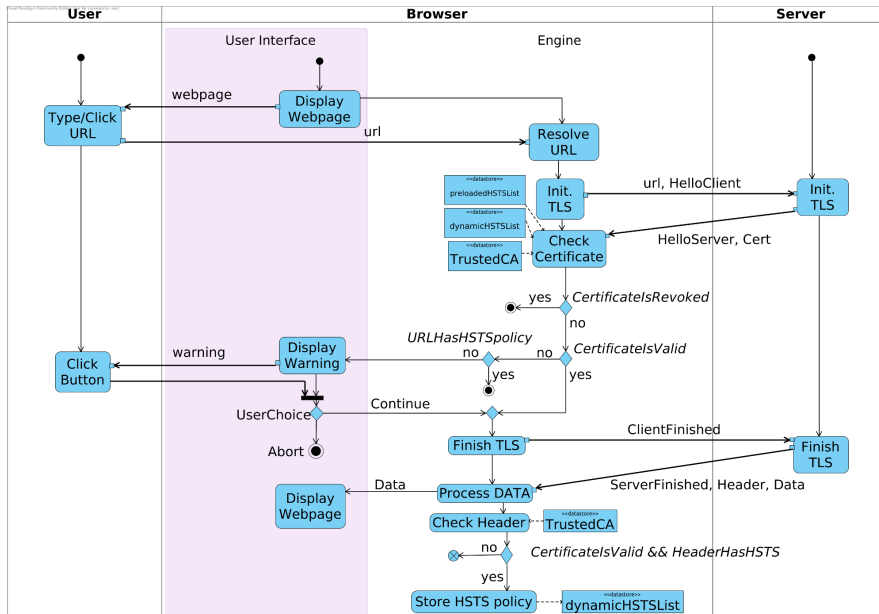 User
Browser
Server
User Interface
Engine
webpage
Display
Webpage
Type/Click
URL
url
Resolve
URL
<<datastore>>
preloadedHSTSList
Init.
TLS
url, HelloClient
Init.
TLS
<<datastore>>
dynamicHSTSList
Check
Certificate
HelloServer, Cert
<<datastore>>
TrustedCA
yes
CertificateIsRevoked
no
URLHasHSTSpolicy
Display
Warning
warning
no
no
CertificateIsValid
Click
Button
yes
yes
UserChoice
Continue
Abort
Finish TLS
ClientFinished
Finish
TLS
Data
Process DATA
ServerFinished, Header, Data
Display
Webpage
Check Header
<<datastore>>
TrustedCA
no
CertificateIsValid && HeaderHasHSTS
yes
Store HSTS policy
<<datastore>>
dynamicHSTSList